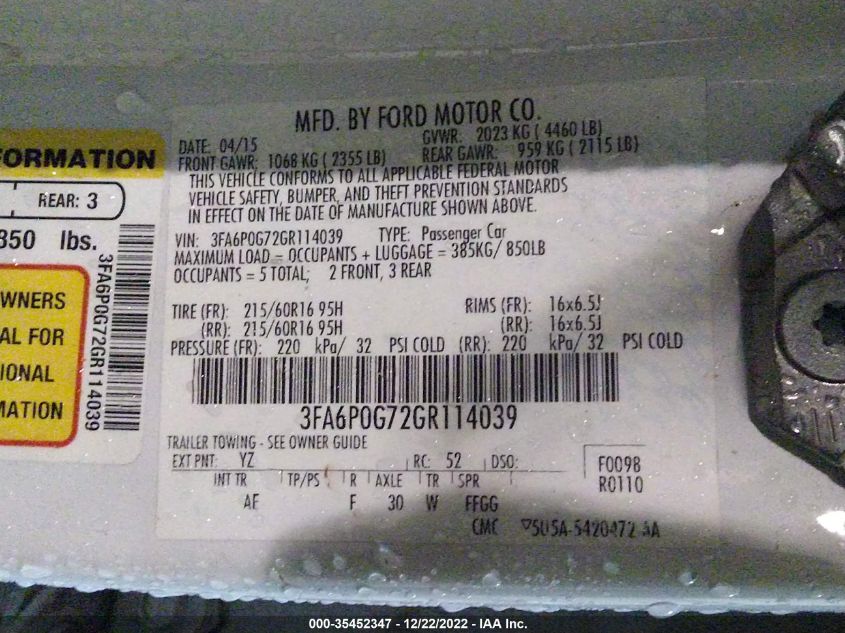 MFD. BY FORD MOTOR CO.
DATE: 04/15 GVWR: 2023 KG ( 4460 LB)
FRONT GAWR: 1068 KG ( 2355 LB) REAR GAWR: 959 KG ( 2115 LB)
THIS VEHICLE CONFORMS TO ALL APPLICABLE FEDERAL MOTOR
VEHICLE SAFETY, BUMPER, AND THEFT PREVENTION STANDARDS
IN EFFECT ON THE DATE OF MANUFACTURE SHOWN ABOVE.
VIN: 3FA6P0G72GR114039 TYPE: Passenger Car
MAXIMUM LOAD = OCCUPANTS + LUGGAGE = 385KG/ 850LB
OCCUPANTS = 5 TOTAL; 2 FRONT, 3 REAR
TIRE (FR): 215/60R16 95H RIMS (FR): 16x6.5J
(RR): 215/60R16 95H (RR): 16x6.5J
PRESSURE (FR): 220 kPa/ 32 PSI COLD (RR): 220 kPa/ 32 PSI COLD
3FA6P0G72GR114039
TRAILER TOWING - SEE OWNER GUIDE
EXT PNT: YZ RC: 52 DSO:
F0098
R0110
INT TR TP/PS R AXLE TR SPR
AF F 30 W FFGG
CMC 5U5A-5420472-AA
FORMATION
REAR: 3
850 lbs.
WNERS
AL FOR
IONAL
MATION
3FA6P0G72GR114039
000-35452347 - 12/22/2022 - IAA Inc.